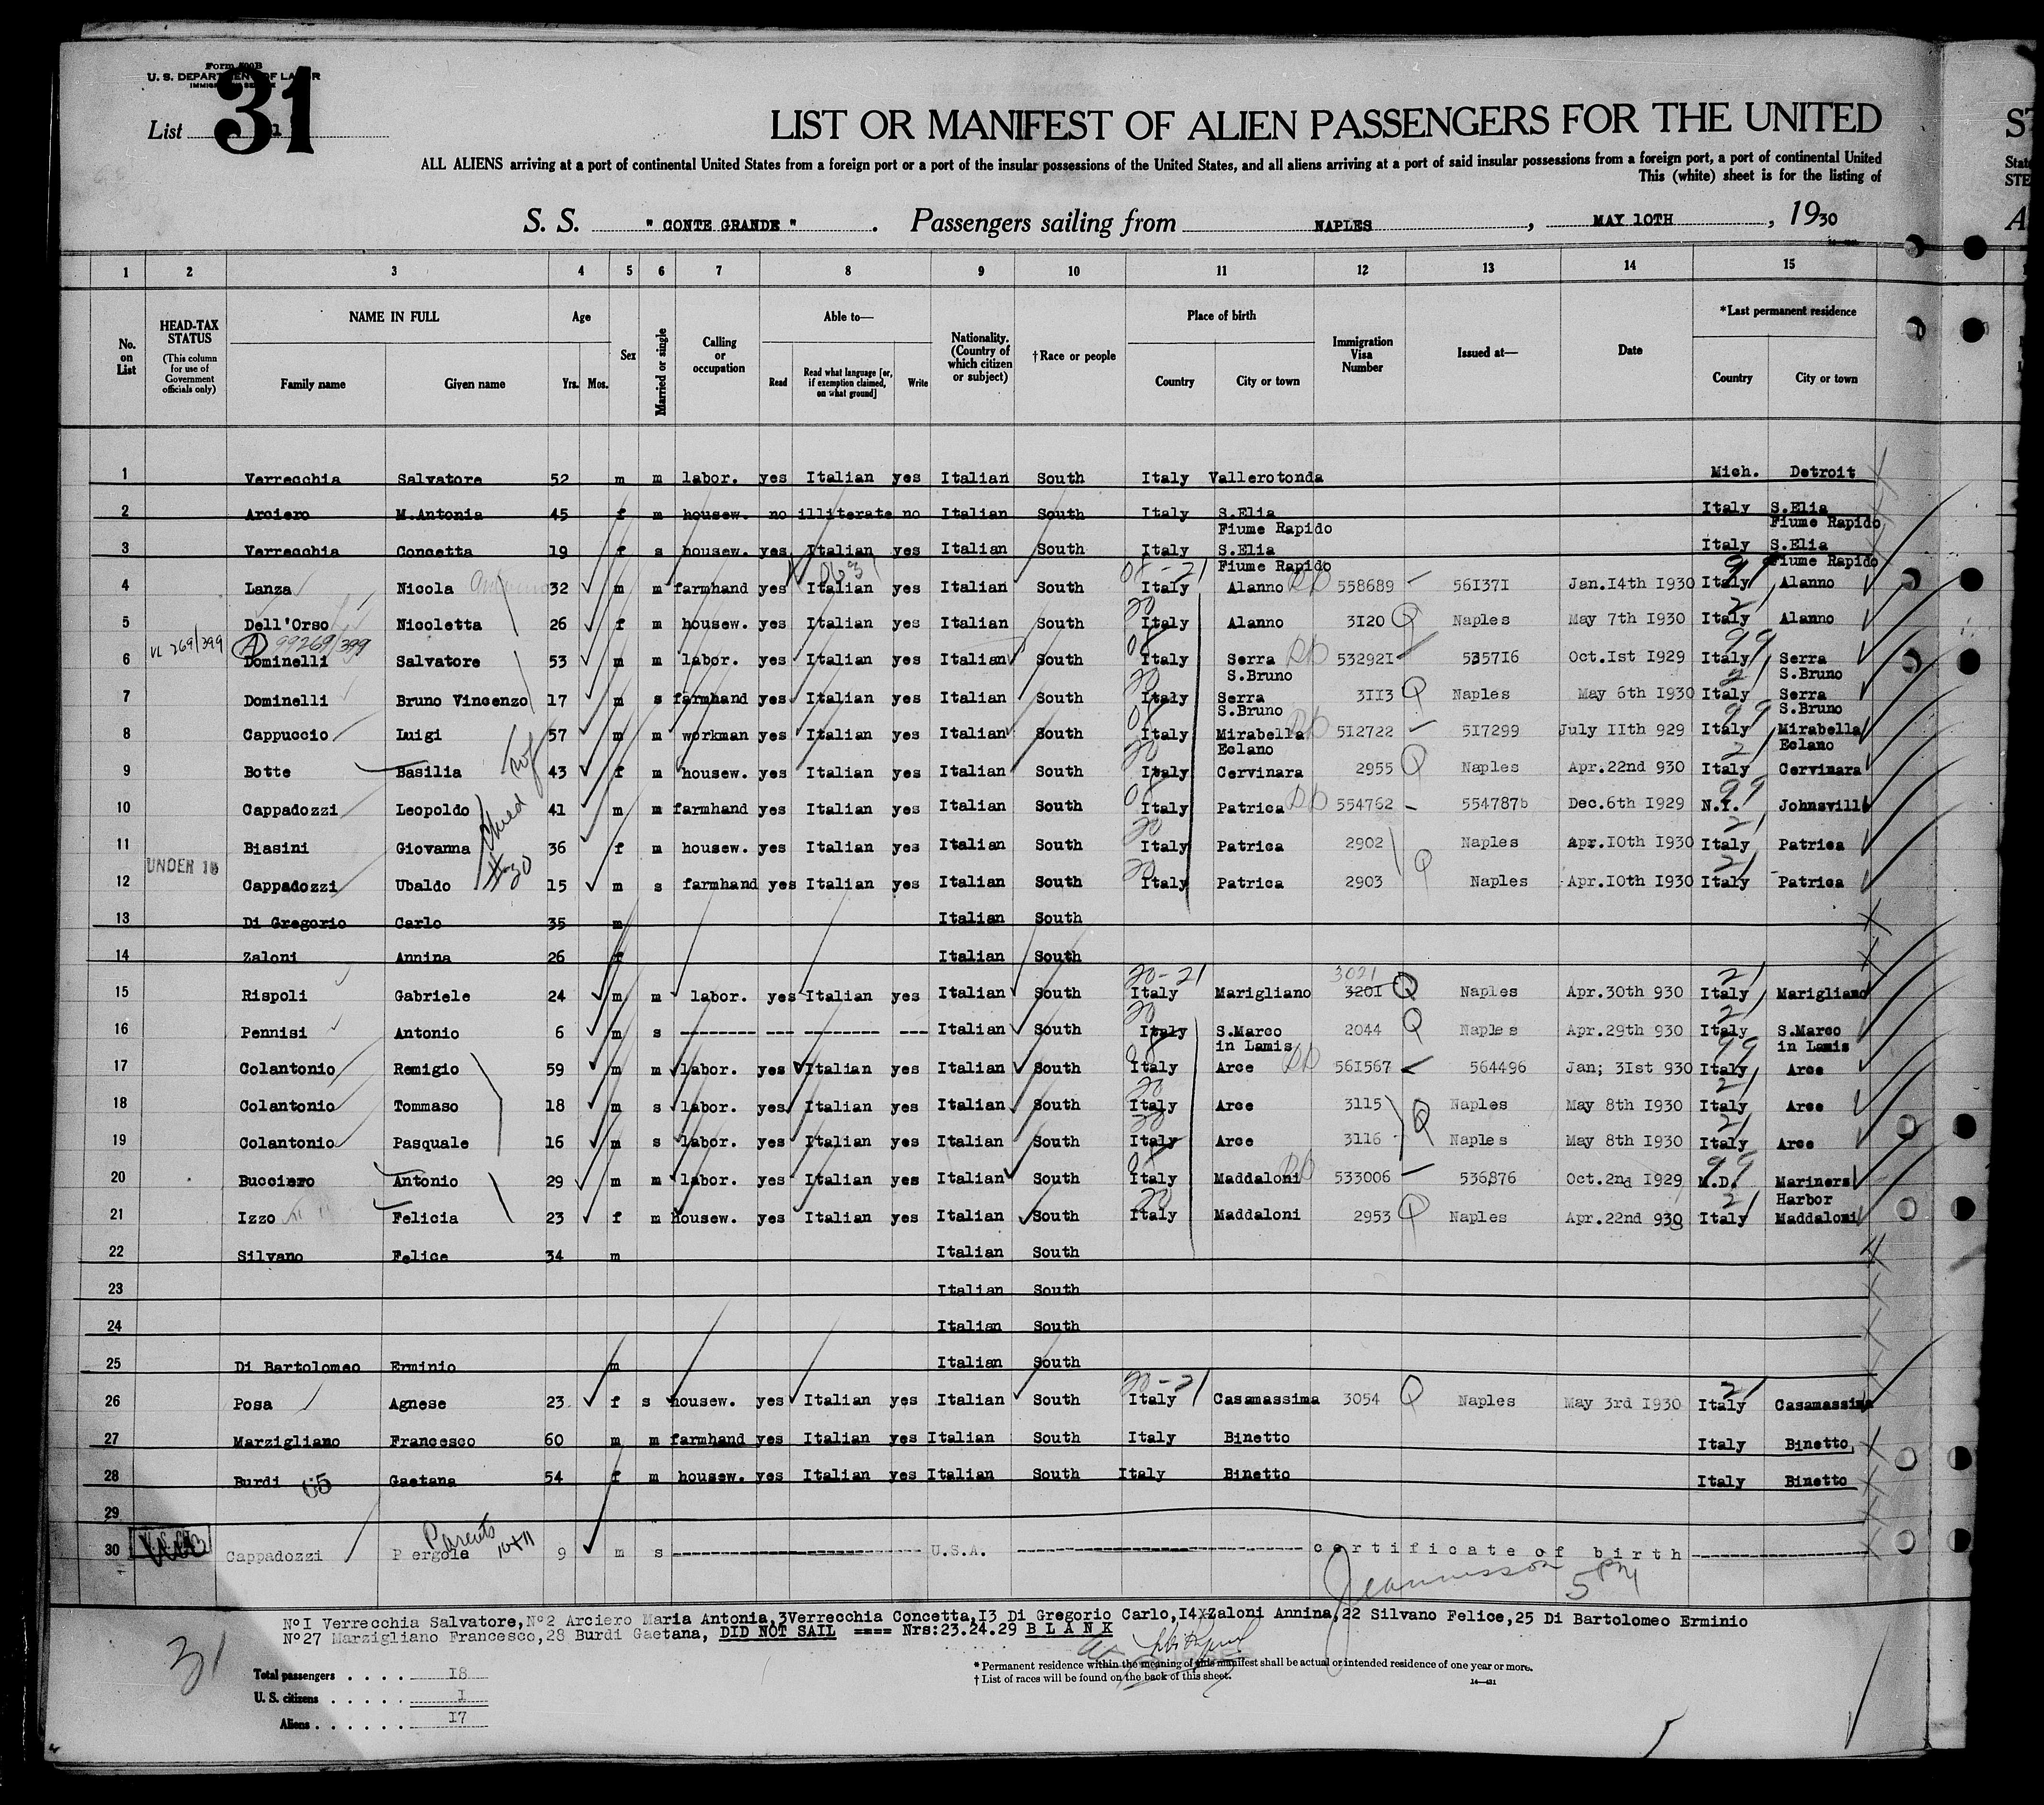 Form 500B
U. S. DEPARTMENT OF LABOR
List 31
LIST OR MANIFEST OF ALIEN PASSENGERS FOR THE UNITED
ALL ALIENS arriving at a port of continental United States from a foreign port or a port of the insular possessions of the United States, and all aliens arriving at a port of said insular possessions from a foreign port, a port of continental United
This (white) sheet is for the listing of
S. S. " CONTE GRANDE " . Passengers sailing from NAPLES , MAY 10TH , 1930
1 2 3 4 5 6 7 8 9 10 11 12 13 14 15
No. on List
HEAD-TAX STATUS (This column for use of Government officials only)
NAME IN FULL Family name Given name
Age Yrs. Mos.
Sex
Married or single
Calling or occupation
Able to— Read Read what language [or, if exemption claimed, on what ground] Write
Nationality. (Country of which citizen or subject)
†Race or people
Place of birth Country City or town
Immigration Visa Number
Issued at—
Date
*Last permanent residence Country City or town
1 Verrecchia Salvatore 52 m m labor. yes Italian yes Italian South Italy Vallerotonda Mich. Detroit
2 Arciero M.Antonia 45 f m housew. no illiterate no Italian South Italy S.Elia Fiume Rapido Italy S.Elia Fiume Rapido
3 Verrecchia Concetta 19 f s housew. yes Italian yes Italian South Italy S.Elia Fiume Rapido Italy S.Elia Fiume Rapido
4 Lanza Nicola 32 m m farmhand yes Italian yes Italian South Italy Alanno 558689 561371 Jan.14th 1930 Italy Alanno
5 Dell'Orso Nicoletta 26 f m housew. yes Italian yes Italian South Italy Alanno 3120 Q Naples May 7th 1930 Italy Alanno
VL 269/399 (A) 99269/399
6 Dominelli Salvatore 53 m m labor. yes Italian yes Italian South Italy Serra S.Bruno 532921 535716 Oct.1st 1929 Italy Serra S.Bruno
7 Dominelli Bruno Vincenzo 17 m s farmhand yes Italian yes Italian South Italy Serra S.Bruno 3113 Q Naples May 6th 1930 Italy Serra S.Bruno
8 Cappuccio Luigi 57 m m workman yes Italian yes Italian South Italy Mirabella Eclano 512722 517299 July 11th 929 Italy Mirabella Eclano
9 Botte Basilia 43 f m housew. yes Italian yes Italian South Italy Cervinara 2955 Q Naples Apr.22nd 930 Italy Cervinara
10 Cappadozzi Leopoldo 41 m m farmhand yes Italian yes Italian South Italy Patrica 554762 554787b Dec.6th 1929 N.Y. Johnsville
11 Biasini Giovanna 36 f m housew. yes Italian yes Italian South Italy Patrica 2902 Naples Apr.10th 1930 Italy Patrica
UNDER 16
12 Cappadozzi Ubaldo #30 15 m s farmhand yes Italian yes Italian South Italy Patrica 2903 Q Naples Apr.10th 1930 Italy Patrica
13 Di Gregorio Carlo 35 m Italian South
14 Zaloni Annina 26 f Italian South
15 Rispoli Gabriele 24 m m labor. yes Italian yes Italian South Italy Marigliano 3201 3021 Q Naples Apr.30th 930 Italy Marigliano
16 Pennisi Antonio 6 m s --------- --- --------- --- Italian South Italy S.Marco in Lamis 2044 Q Naples Apr.29th 930 Italy S.Marco in Lamis
17 Colantonio Remigio 59 m m labor. yes Italian yes Italian South Italy Arce 561567 564496 Jan; 31st 930 Italy Arce
18 Colantonio Tommaso 18 m s labor. yes Italian yes Italian South Italy Arce 3115 Naples May 8th 1930 Italy Arce
19 Colantonio Pasquale 16 m s labor. yes Italian yes Italian South Italy Arce 3116 Q Naples May 8th 1930 Italy Arce
20 Bucciero Antonio 29 m m labor. yes Italian yes Italian South Italy Maddaloni 533006 536876 Oct.2nd 1929 M.D. Mariners Harbor
21 Izzo Felicia 23 f m housew. yes Italian yes Italian South Italy Maddaloni 2953 Q Naples Apr.22nd 930 Italy Maddaloni
22 Silvano Felice 34 m Italian South
23 Italian South
24 Italian South
25 Di Bartolomeo Erminio m Italian South
26 Posa Agnese 23 f s housew. yes Italian yes Italian South Italy Casamassima 3054 Q Naples May 3rd 1930 Italy Casamassima
27 Marzigliano Francesco 60 m m farmhand yes Italian yes Italian South Italy Binetto Italy Binetto
28 Burdi Gaetana 54 f m housew. yes Italian yes Italian South Italy Binetto Italy Binetto
29
Parents 10+11
30 Cappadozzi Pergole 9 m s U.S.A. certificate of birth
5 PM
NºI Verrecchia Salvatore,Nº2 Arciero Maria Antonia,3Verrecchia Concetta,13 Di Gregorio Carlo,14xZaloni Annina,22 Silvano Felice,25 Di Bartolomeo Erminio
Nº27 Marzigliano Francesco,28 Burdi Gaetana, DID NOT SAIL ==== Nrs:23.24.29 B L A N K
31
Total passengers . . . . 18
U. S. citizens . . . . . 1
Aliens . . . . . . 17
* Permanent residence within the meaning of this manifest shall be actual or intended residence of one year or more.
† List of races will be found on the back of this sheet.